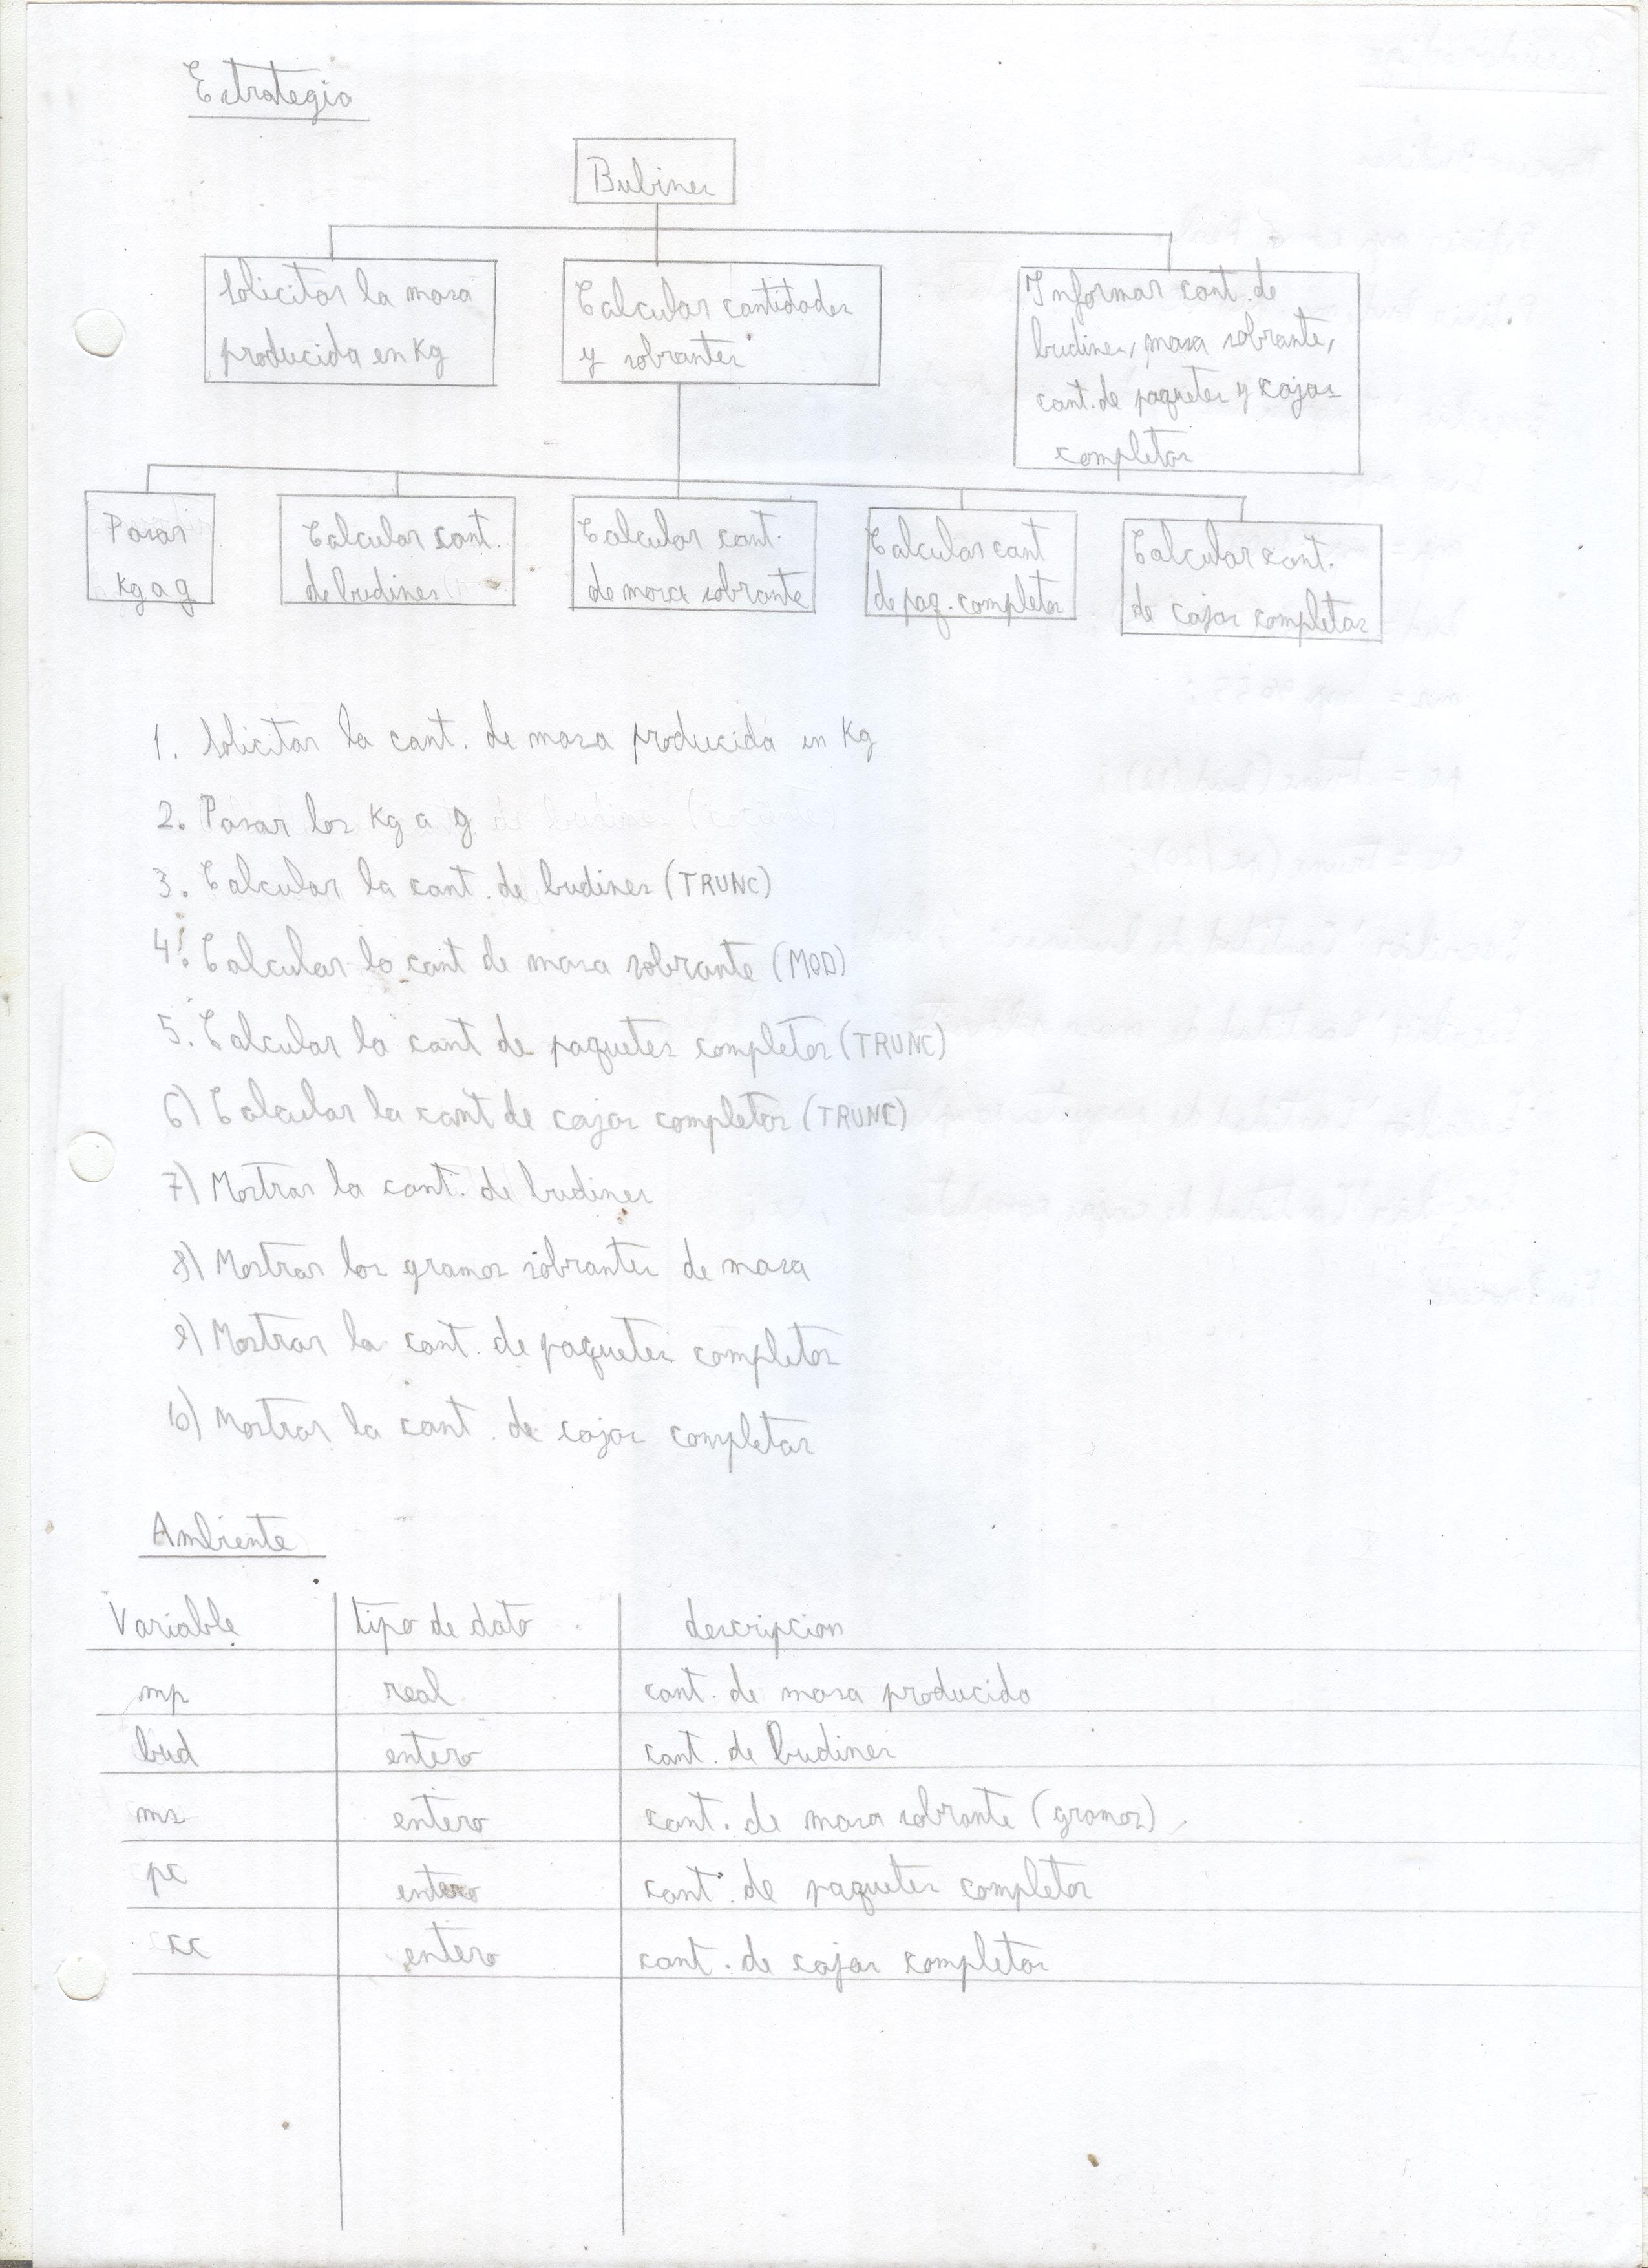 Estrategia
Bubines
Solicitar la masa
producida en Kg
Calcular cantidades
y sobrantes
Informar cant. de
budines, masa sobrante,
cant. de paquetes y cajas
completas
Pasar
kg a g
Calcular cant.
de budines
Calcular cant.
de masa sobrante
Calcular cant
de paq. completos
Calcular cant.
de cajas completas
1. Solicitar la cant. de masa producida en Kg
2. Pasar los Kg a g
3. Calcular la cant. de budines (TRUNC)
4. Calcular la cant de masa sobrante (MOD)
5. Calcular la cant de paquetes completos (TRUNC)
6) Calcular la cant de cajas completas (TRUNC)
7) Mostrar la cant. de budines
8) Mostrar los gramos sobrantes de masa
9) Mostrar la cant. de paquetes completos
10) Mostrar la cant. de cajas completas
Ambiente
Variable tipo de dato descripcion
mp real cant. de masa producida
bud entero cant. de budines
ms entero cant. de masa sobrante (gramos)
pc entero cant. de paquetes completos
cc entero cant. de cajas completas